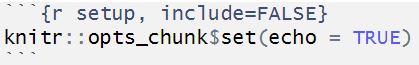 ```{r setup, include=FALSE}
knitr::opts_chunk$set(echo = TRUE)
```